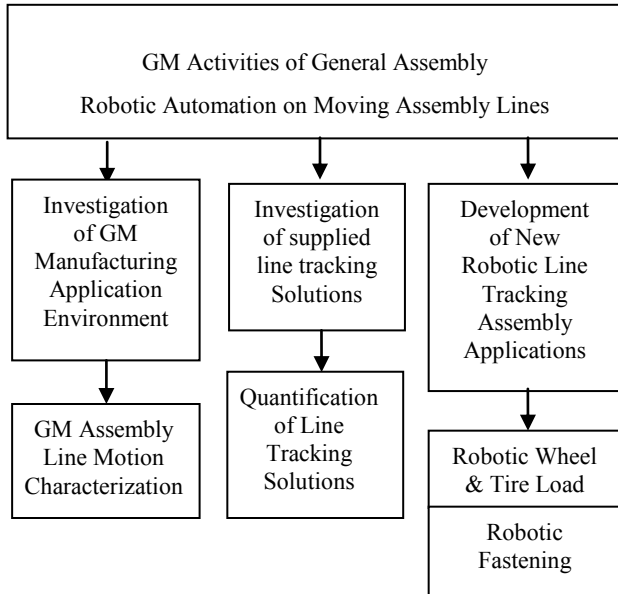 GM Activities of General Assembly
Robotic Automation on Moving Assembly Lines
Investigation
of GM
Manufacturing
Application
Environment
GM Assembly
Line Motion
Characterization
Investigation
of supplied
line tracking
Solutions
Quantification
of Line
Tracking
Solutions
Development
of New
Robotic Line
Tracking
Assembly
Applications
Robotic Wheel
& Tire Load
Robotic
Fastening